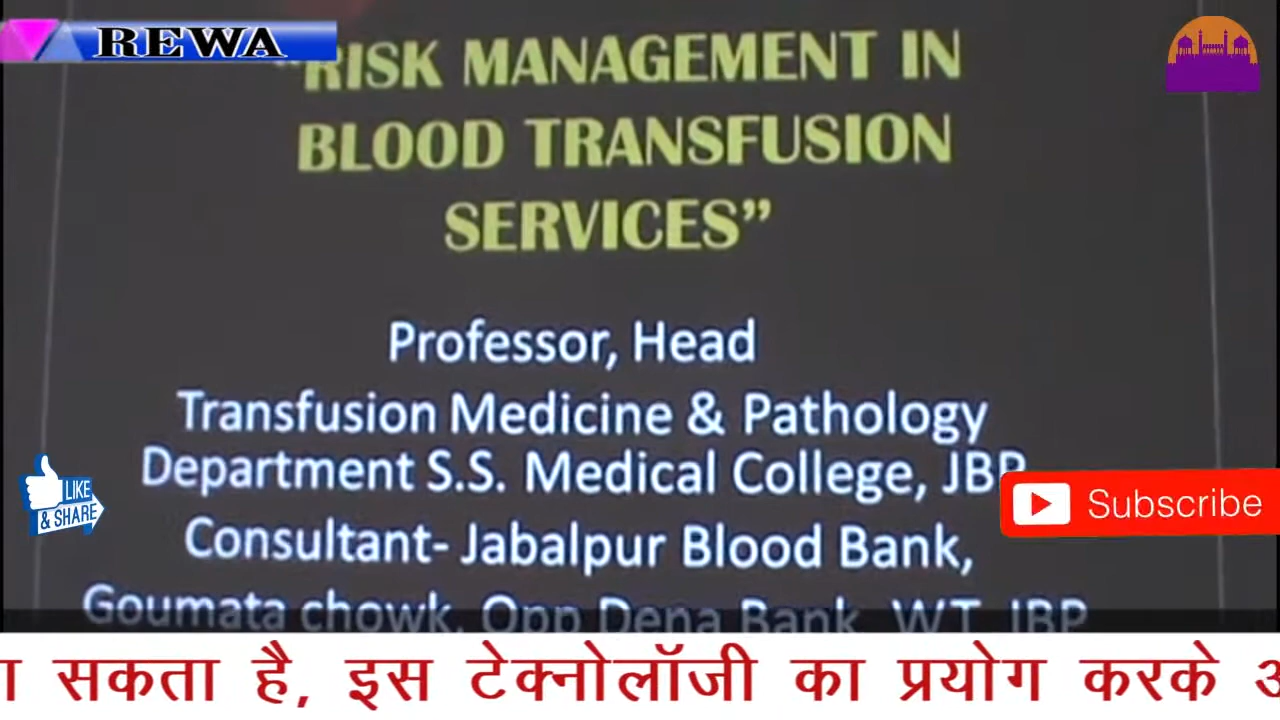 REWA
"RISK MANAGEMENT IN
BLOOD TRANSFUSION
SERVICES"
Professor, Head
Transfusion Medicine & Pathology
Department S.S. Medical College, JBP
Consultant- Jabalpur Blood Bank,
Goumata chowk, Opp Dena Bank, WT, JBP
LIKE
& SHARE
Subscribe
सकता है, इस टेक्नोलॉजी का प्रयोग करके